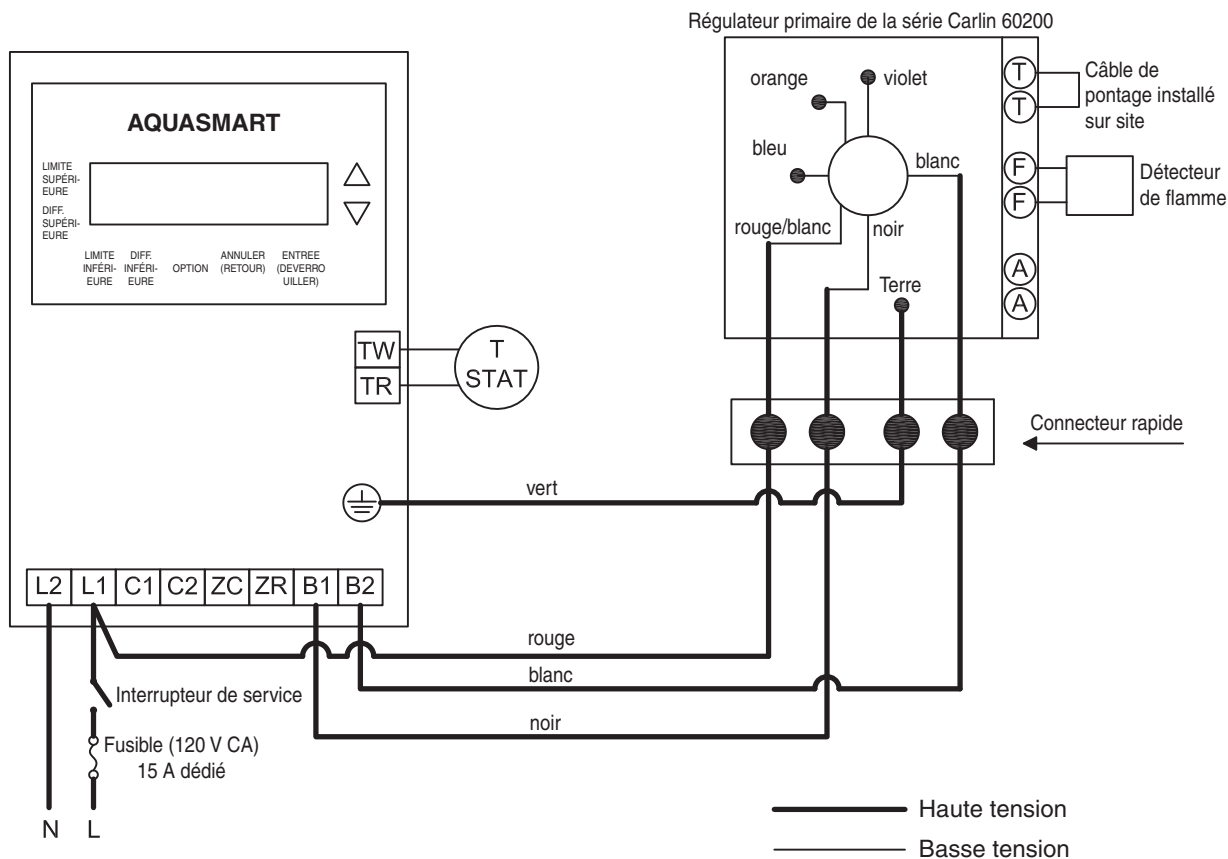 Régulateur primaire de la série Carlin 60200
AQUASMART
LIMITE
SUPÉRI-
EURE
DIFF.
SUPÉRI-
EURE
LIMITE
INFÉRI-
EURE
DIFF.
INFÉRI-
EURE
OPTION
ANNULER
(RETOUR)
ENTREE
(DEVERRO
UILLER)
TW
TR
T
STAT
orange
violet
bleu
blanc
rouge/blanc
noir
Terre
T
T
F
F
A
A
Câble de
pontage installé
sur site
Détecteur
de flamme
Connecteur rapide
vert
L2
L1
C1
C2
ZC
ZR
B1
B2
rouge
blanc
noir
Interrupteur de service
Fusible (120 V CA)
15 A dédié
N
L
Haute tension
Basse tension